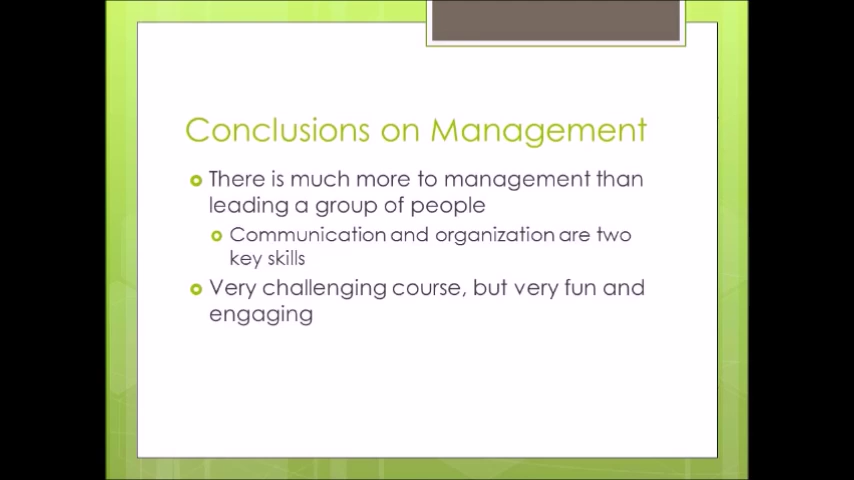 Conclusions on Management
There is much more to management than
leading a group of people
Communication and organization are two
key skills
Very challenging course, but very fun and
engaging